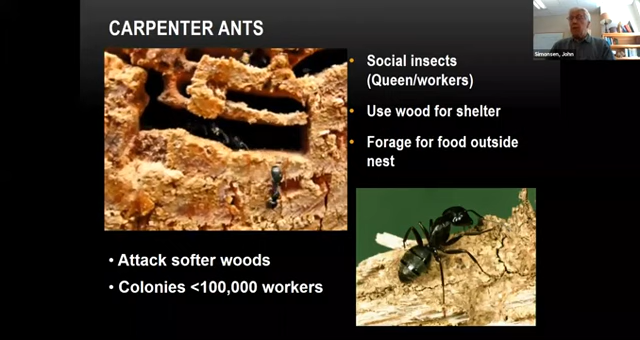 CARPENTER ANTS
Simonsen, John
• Social insects
(Queen/workers)
• Use wood for shelter
• Forage for food outside
nest
• Attack softer woods
• Colonies <100,000 workers